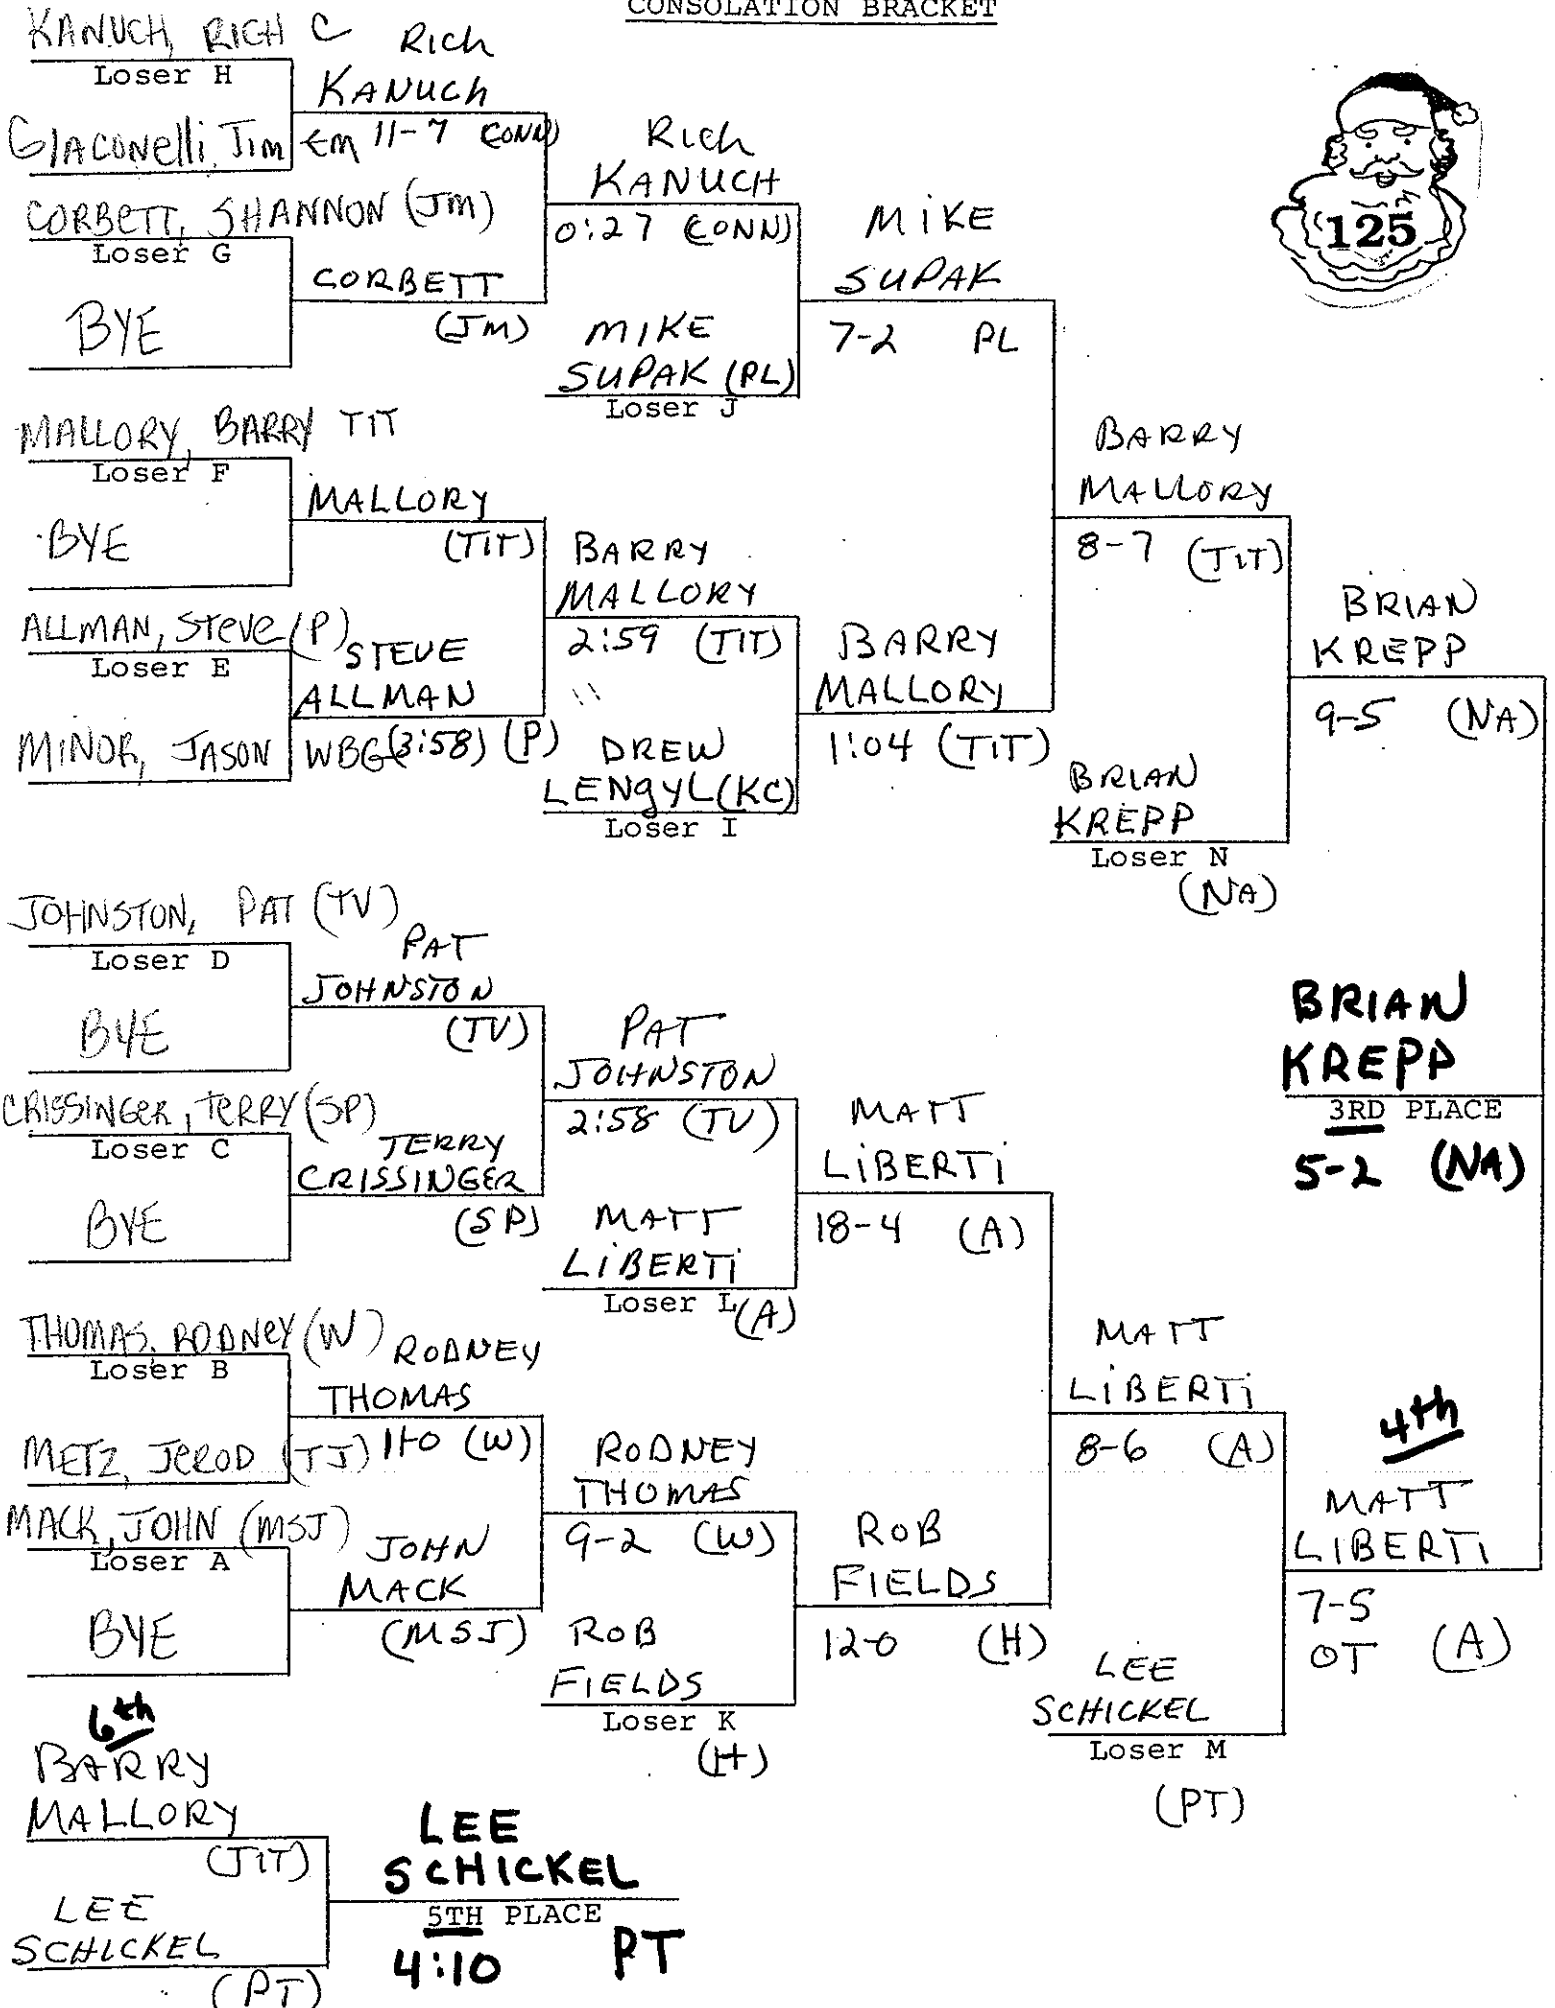 CONSOLATION BRACKET
KANUCH, RICH C
Loser H
GIACONELLI, JIM EM
CORBETT, SHANNON (JM)
Loser G
BYE
MALLORY, BARRY TIT
Loser F
BYE
ALLMAN, STEVE (P)
Loser E
MINOR, JASON WBG
JOHNSTON, PAT (TV)
Loser D
BYE
CRISSINGER, TERRY (SP)
Loser C
BYE
THOMAS, RODNEY (W)
Loser B
METZ, JEROD (TJ)
MACK, JOHN (MSJ)
Loser A
BYE
6th
BARRY
MALLORY
(TIT)
LEE
SCHICKEL
(PT)
LEE
SCHICKEL
5TH PLACE
4:10 PT
RICH
KANUCH
11-7 (CONN)
CORBETT
(JM)
MALLORY
(TIT)
STEVE
ALLMAN
(3:58) (P)
PAT
JOHNSTON
(TV)
TERRY
CRISSINGER
(SP)
RODNEY
THOMAS
(W)
JOHN
MACK
(MSJ)
RICH
KANUCH
0:27 (CONN)
MIKE
SUPAK (PL)
Loser J
BARRY
MALLORY
2:59 (TIT)
DREW
LENGYL (KC)
Loser I
PAT
JOHNSTON
2:58 (TV)
MATT
LIBERTI
Loser L (A)
RODNEY
THOMAS
9-2 (W)
ROB
FIELDS
Loser K
(H)
MIKE
SUPAK
7-2 PL
BARRY
MALLORY
1:04 (TIT)
MATT
LIBERTI
18-4 (A)
ROB
FIELDS
12-0 (H)
BARRY
MALLORY
8-7 (TIT)
BRIAN
KREPP
Loser N
(NA)
MATT
LIBERTI
8-6 (A)
LEE
SCHICKEL
Loser M
(PT)
125
BRIAN
KREPP
9-5 (NA)
BRIAN
KREPP
3RD PLACE
5-2 (NA)
4th
MATT
LIBERTI
7-5
OT (A)